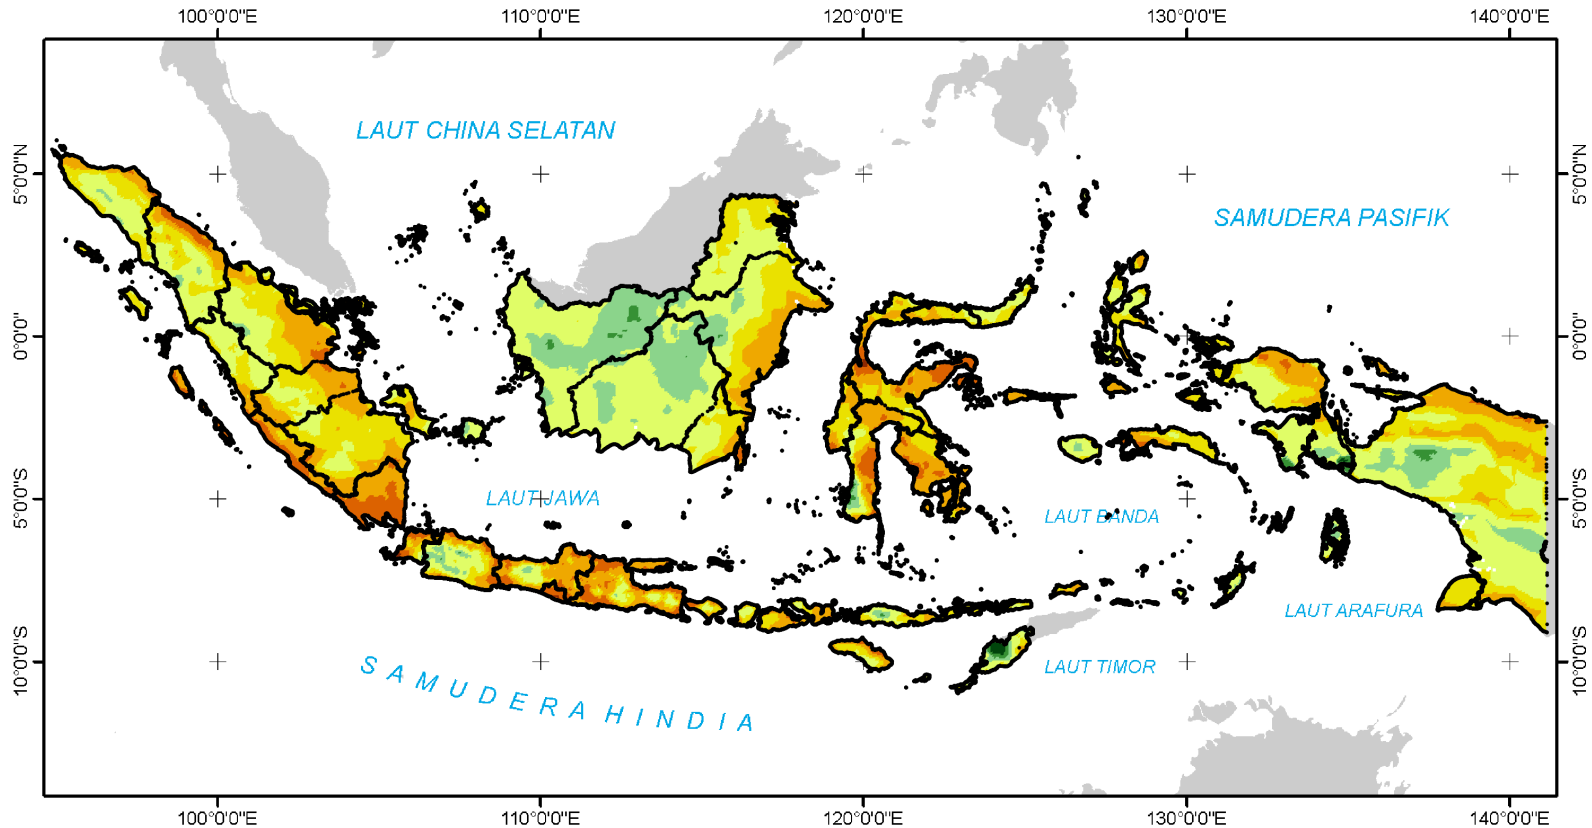 100°0'0"E 110°0'0"E 120°0'0"E 130°0'0"E 140°0'0"E
LAUT CHINA SELATAN
5°0'0"N 5°0'0"N
SAMUDERA PASIFIK
0°0'0" 0°0'0"
LAUT JAWA
5°0'0"S 5°0'0"S
LAUT BANDA
LAUT ARAFURA
10°0'0"S 10°0'0"S
LAUT TIMOR
SAMUDERA HINDIA
100°0'0"E 110°0'0"E 120°0'0"E 130°0'0"E 140°0'0"E